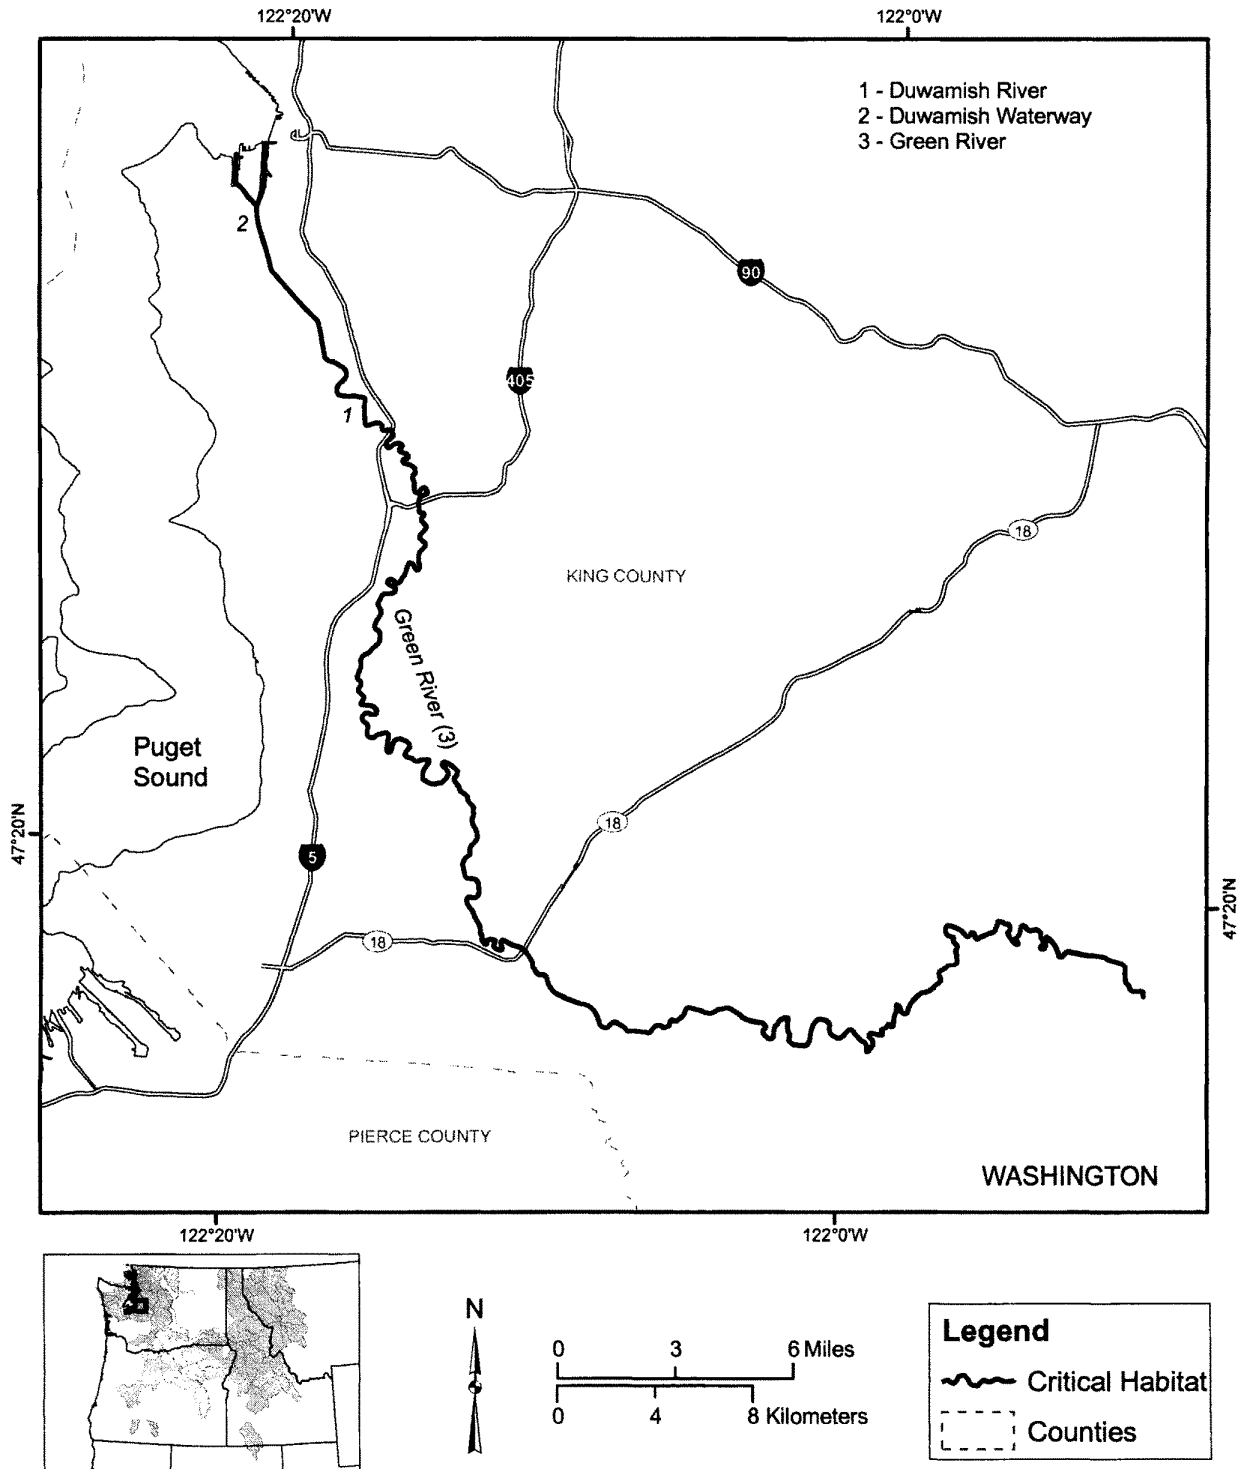 122°20'W
122°0'W
1 - Duwamish River
2 - Duwamish Waterway
3 - Green River
2
90
405
1
18
KING COUNTY
Green River (3)
Puget
Sound
47°20'N
18
5
47°20'N
18
PIERCE COUNTY
WASHINGTON
122°20'W
122°0'W
N
0 3 6 Miles
0 4 8 Kilometers
Legend
Critical Habitat
Counties